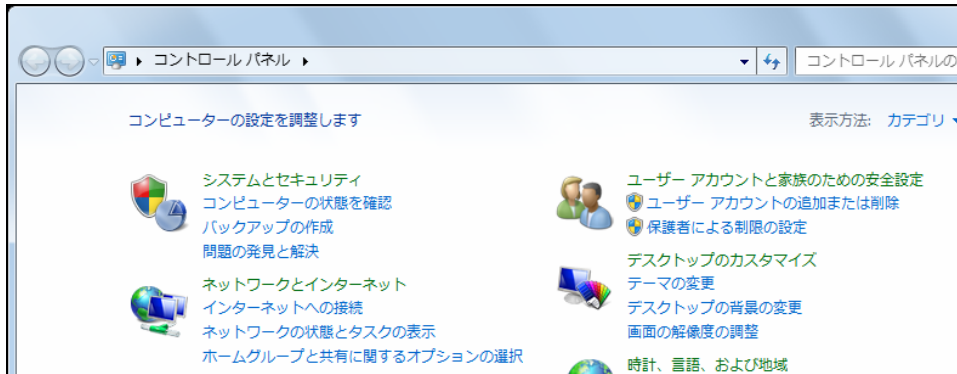 コントロール パネル
コントロール パネルの
コンピューターの設定を調整します
表示方法: カテゴリ
システムとセキュリティ
コンピューターの状態を確認
バックアップの作成
問題の発見と解決
ネットワークとインターネット
インターネットへの接続
ネットワークの状態とタスクの表示
ホームグループと共有に関するオプションの選択
ユーザー アカウントと家族のための安全設定
ユーザー アカウントの追加または削除
保護者による制限の設定
デスクトップのカスタマイズ
テーマの変更
デスクトップの背景の変更
画面の解像度の調整
時計、言語、および地域